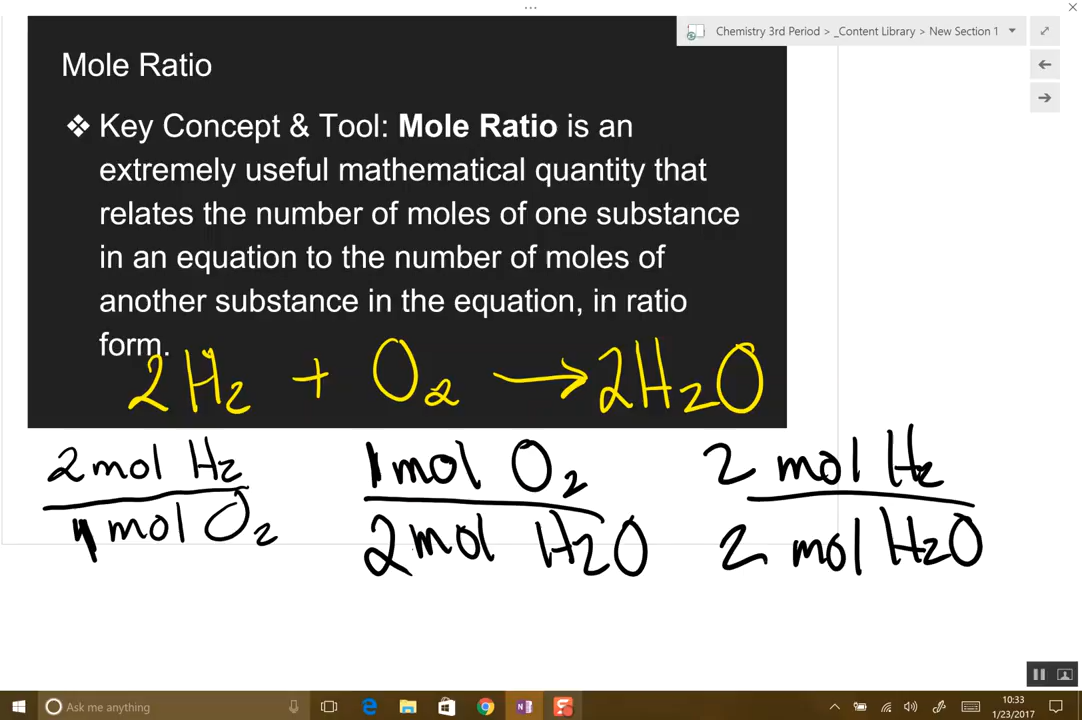 Chemistry 3rd Period > _Content Library > New Section 1
Mole Ratio
❖ Key Concept & Tool: Mole Ratio is an
extremely useful mathematical quantity that
relates the number of moles of one substance
in an equation to the number of moles of
another substance in the equation, in ratio
form.
2H₂ + O₂ → 2H₂O
2 mol H₂
1 mol O₂
1 mol O₂
2 mol H₂O
2 mol H₂
2 mol H₂O
Ask me anything
10:33
1/23/2017